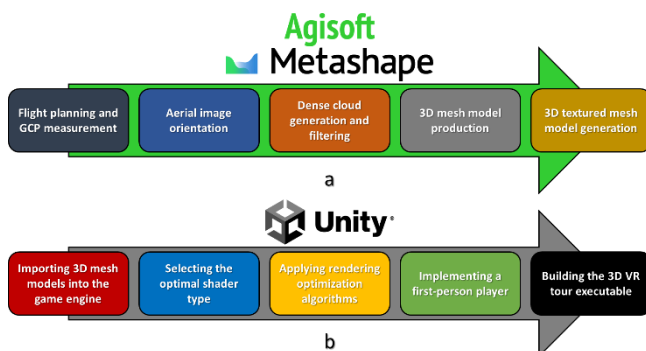 Agisoft
Metashape
Flight planning and
GCP measurement
Aerial image
orientation
Dense cloud
generation and
filtering
3D mesh model
production
3D textured mesh
model generation
a
Unity
Importing 3D mesh
models into the
game engine
Selecting the
optimal shader
type
Applying rendering
optimization
algorithms
Implementing a
first-person player
Building the 3D VR
tour executable
b